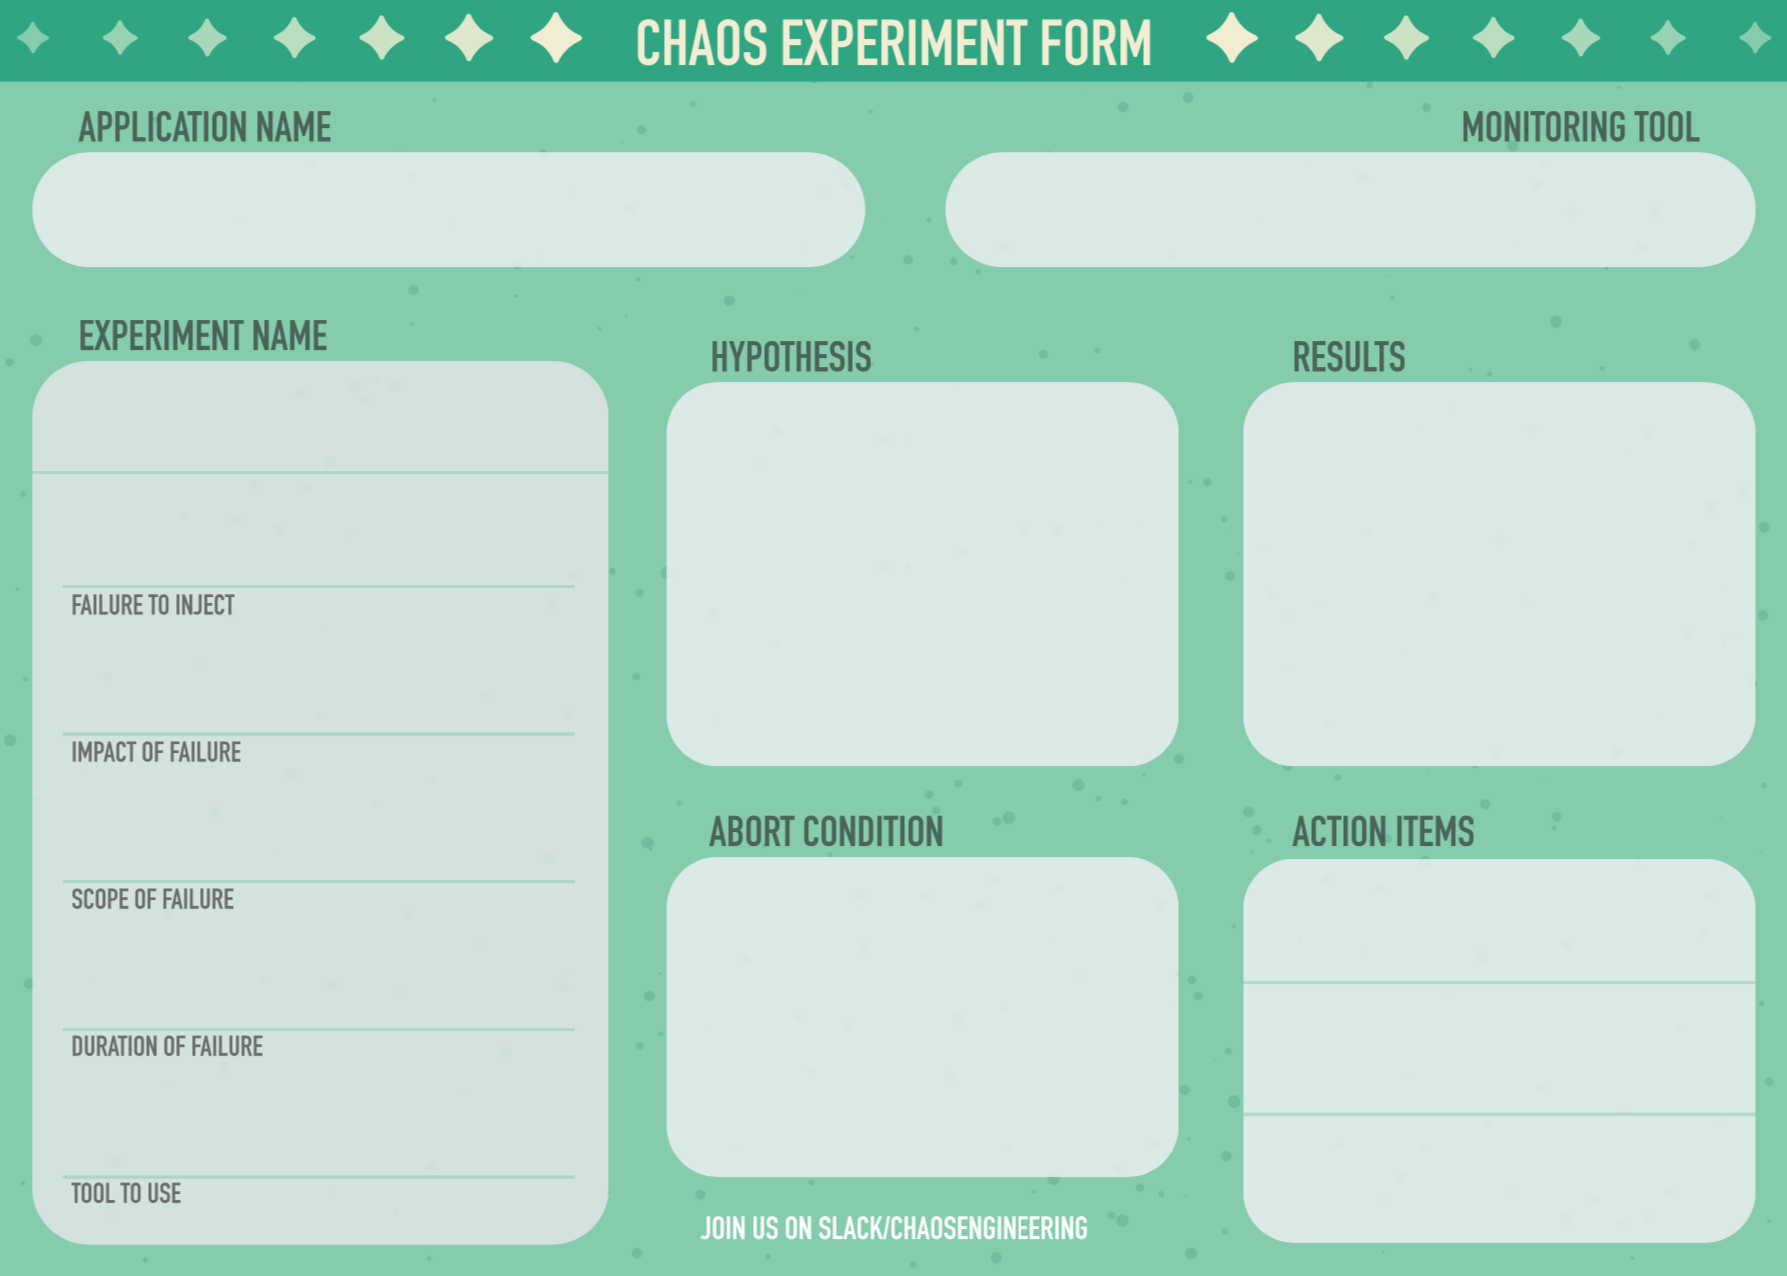 CHAOS EXPERIMENT FORM
APPLICATION NAME
MONITORING TOOL
EXPERIMENT NAME
FAILURE TO INJECT
IMPACT OF FAILURE
SCOPE OF FAILURE
DURATION OF FAILURE
TOOL TO USE
HYPOTHESIS
ABORT CONDITION
RESULTS
ACTION ITEMS
JOIN US ON SLACK/CHAOSENGINEERING